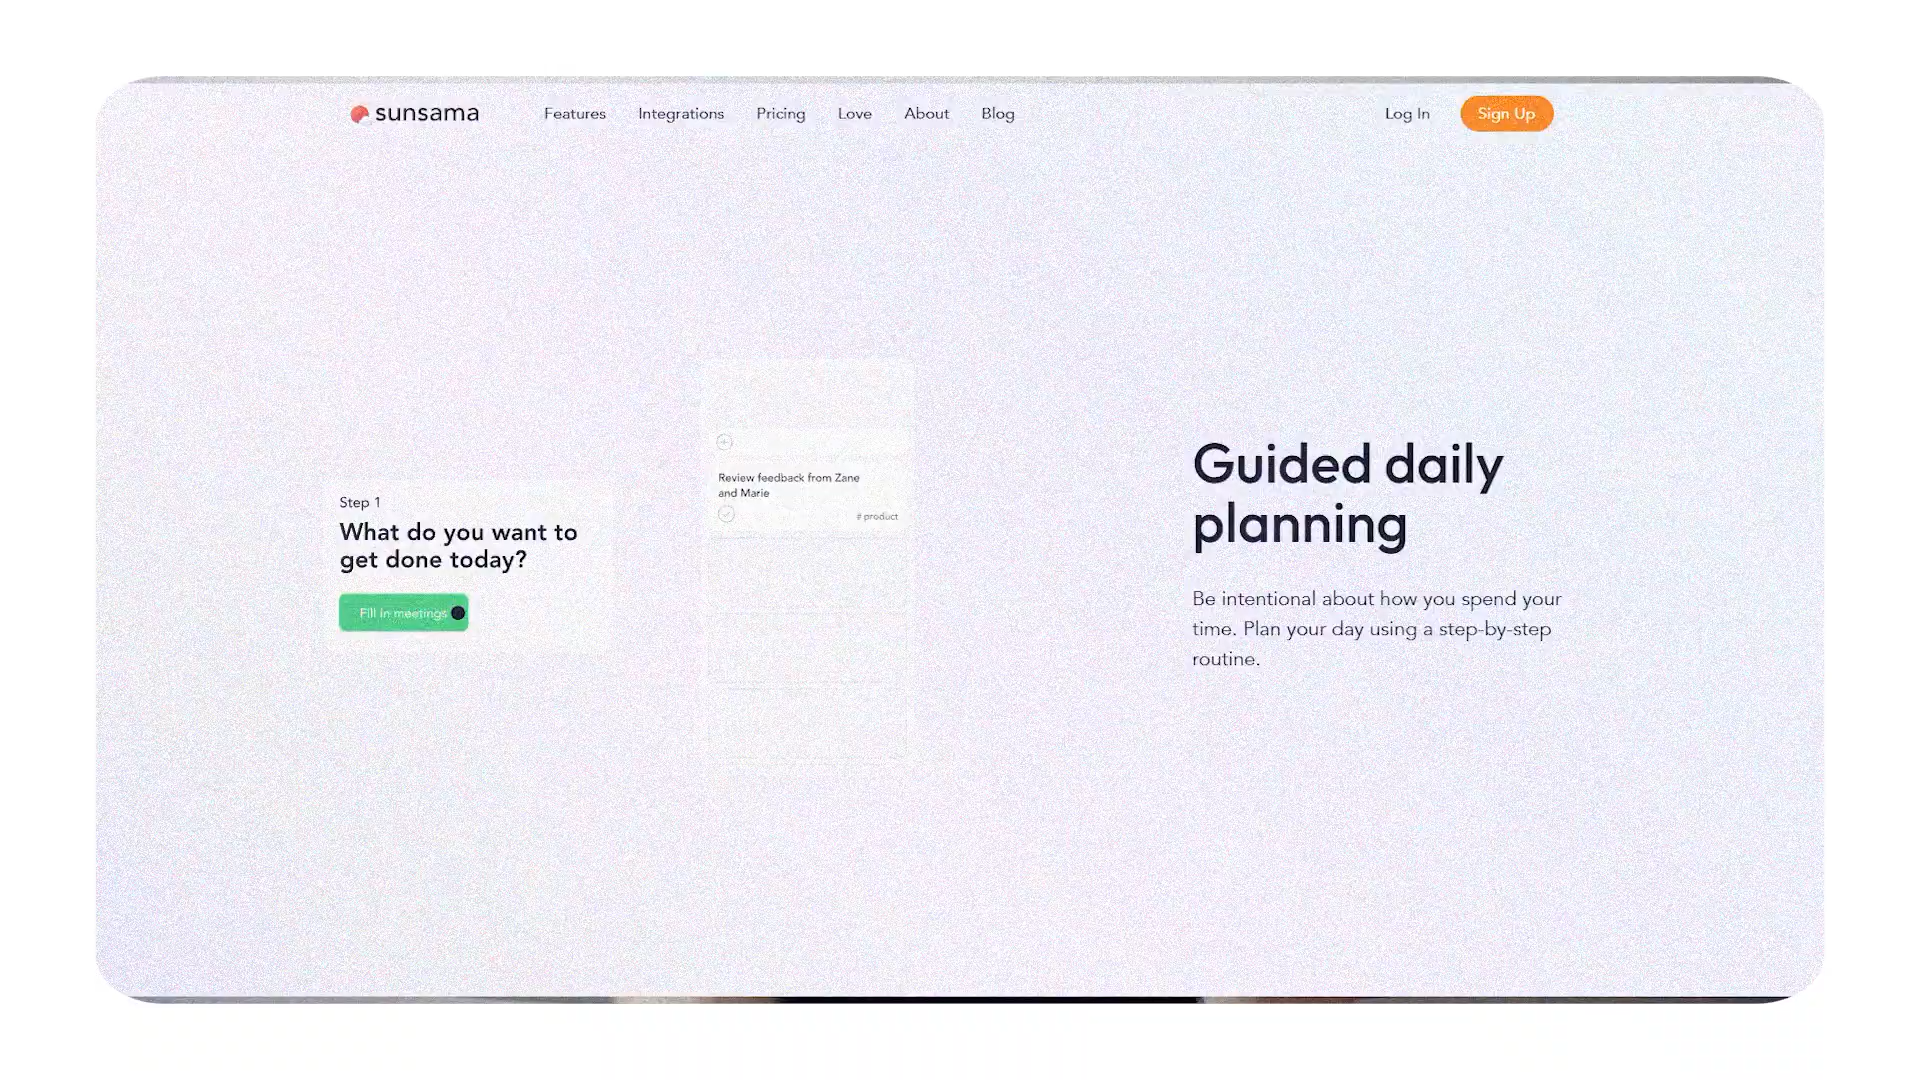 sunsama
Features
Integrations
Pricing
Love
About
Blog
Log In
Sign Up
Step 1
What do you want to
get done today?
Fill in meetings
Review feedback from Zane
and Marie
# product
Guided daily
planning
Be intentional about how you spend your
time. Plan your day using a step-by-step
routine.